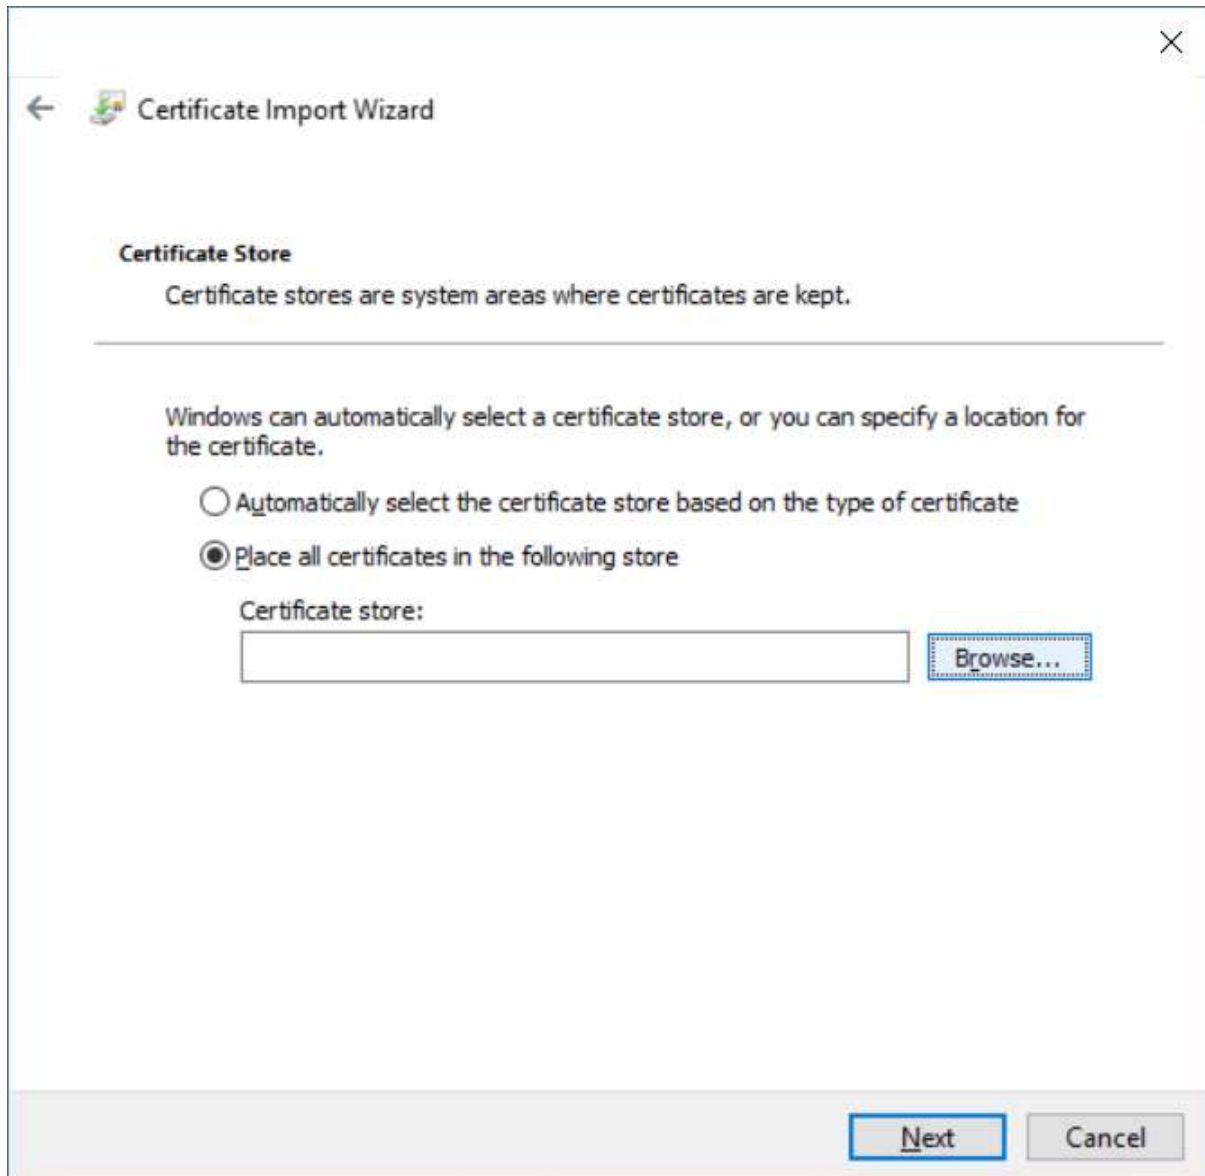 Certificate Import Wizard
Certificate Store
Certificate stores are system areas where certificates are kept.
Windows can automatically select a certificate store, or you can specify a location for
the certificate.
Automatically select the certificate store based on the type of certificate
Place all certificates in the following store
Certificate store:
Browse...
Next
Cancel